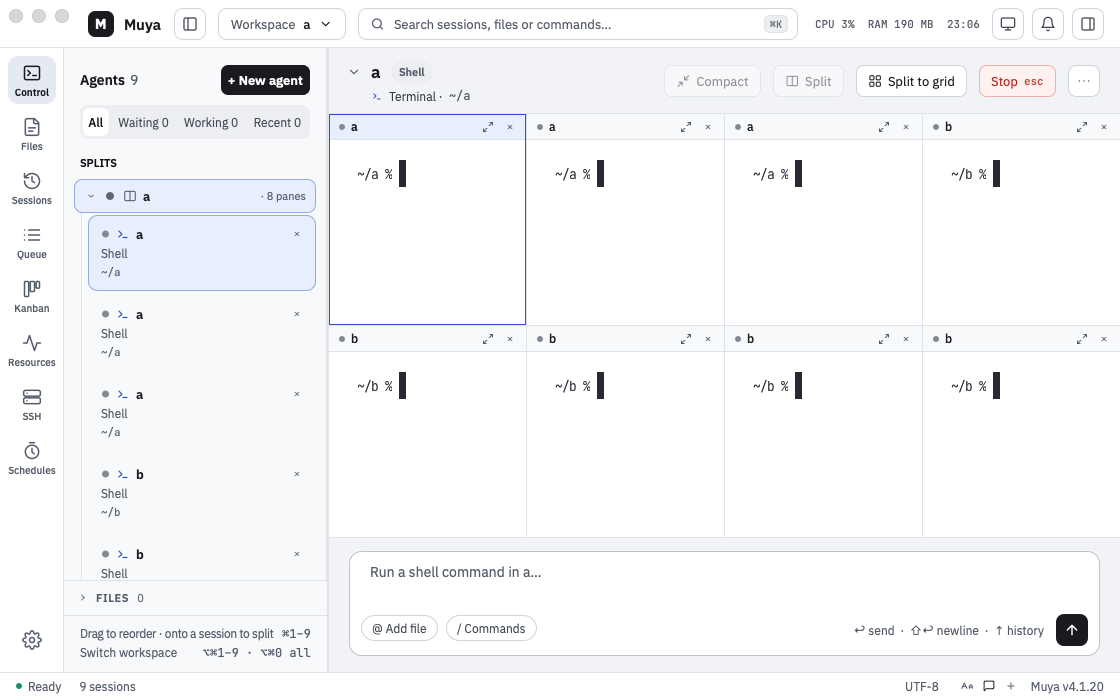 M Muya
Workspace a
Search sessions, files or commands... ⌘K
CPU 3% RAM 190 MB 23:06
Control
Files
Sessions
Queue
Kanban
Resources
SSH
Schedules
Agents 9
+ New agent
All Waiting 0 Working 0 Recent 0
SPLITS
a · 8 panes
a ×
Shell
~/a
a ×
Shell
~/a
a ×
Shell
~/a
b ×
Shell
~/b
b ×
Shell
FILES 0
Drag to reorder · onto a session to split ⌘1–9
Switch workspace ⌥⌘1–9 · ⌥⌘0 all
a Shell
Terminal · ~/a
Compact
Split
Split to grid
Stop esc
···
a × a × a × b ×
~/a % ~/a % ~/a % ~/b %
b × b × b × b ×
~/b % ~/b % ~/b % ~/b %
Run a shell command in a...
@ Add file / Commands
↩ send · ⇧↩ newline · ↑ history
Ready 9 sessions
UTF-8 Aa + Muya v4.1.20